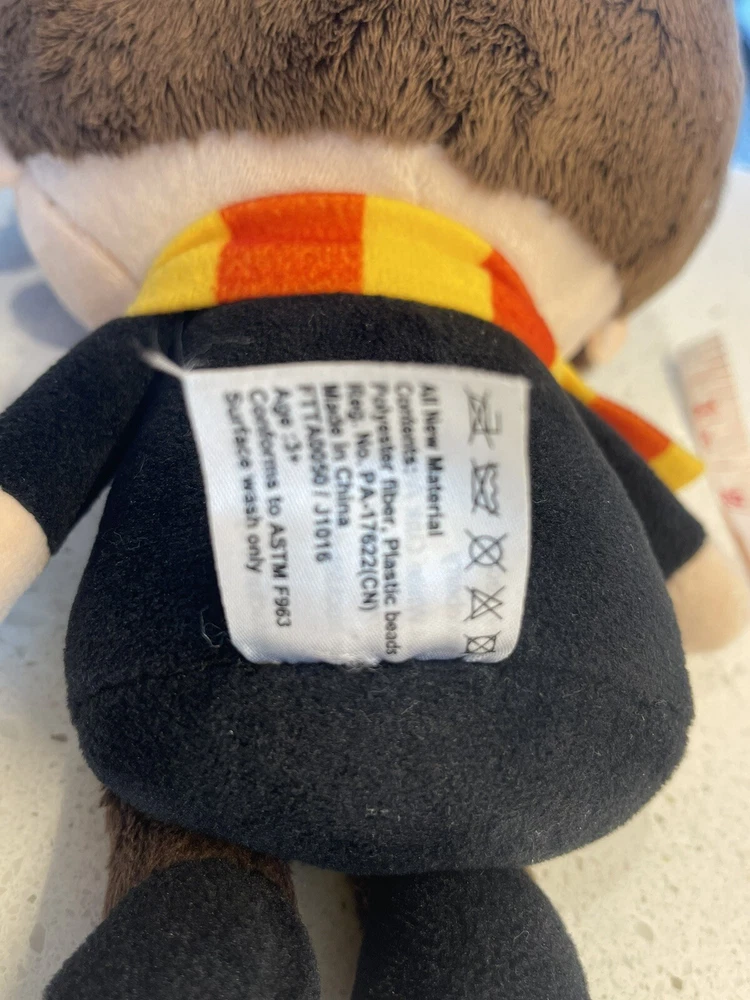 All New Material
Contents:
Polyester fiber, Plastic beads
Reg. No. PA-17622(CN)
Made in China
FTTA0050 / J1016
Age :3+
Conforms to ASTM F963
Surface wash only